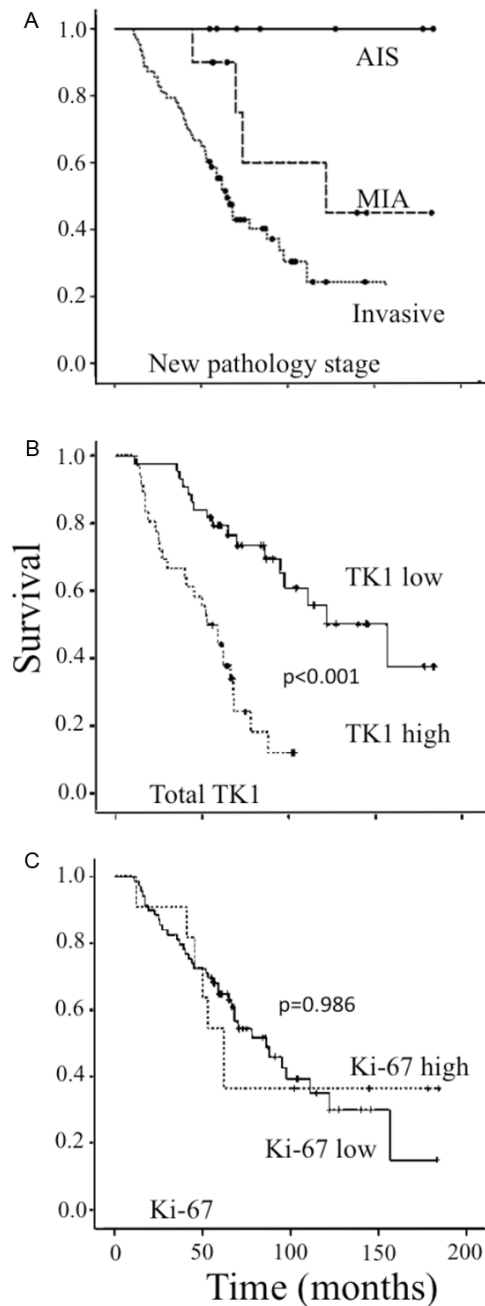 A
1.0
AIS
0.8
0.6
MIA
0.4
Invasive
0.2
0.0
New pathology stage
B
1.0
0.8
TK1 low
0.6
Survival
0.4
p<0.001
TK1 high
0.2
0.0
Total TK1
C
1.0
0.8
p=0.986
0.6
Ki-67 high
0.4
Ki-67 low
0.2
0.0
Ki-67
0 50 100 150 200
Time (months)